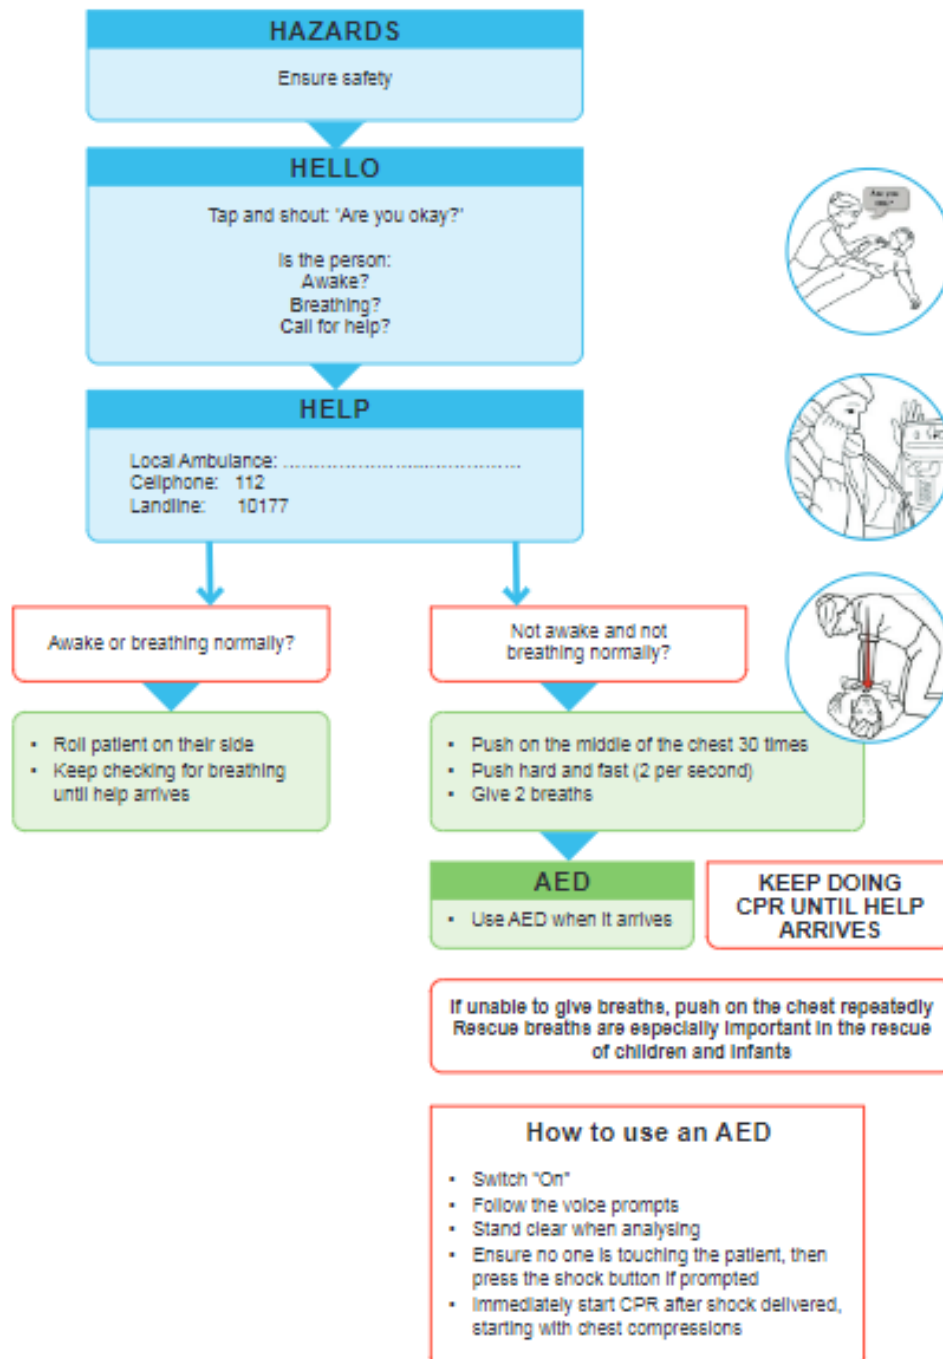 HAZARDS
Ensure safety
HELLO
Tap and shout: "Are you okay?"
Is the person:
Awake?
Breathing?
Call for help?
Are you
HELP
Local Ambulance: ........................................
Cellphone: 112
Landline: 10177
Awake or breathing normally?
Not awake and not
breathing normally?
▪ Roll patient on their side
▪ Keep checking for breathing
until help arrives
▪ Push on the middle of the chest 30 times
▪ Push hard and fast (2 per second)
▪ Give 2 breaths
AED
▪ Use AED when it arrives
KEEP DOING
CPR UNTIL HELP
ARRIVES
If unable to give breaths, push on the chest repeatedly
Rescue breaths are especially important in the rescue
of children and infants
How to use an AED
▪ Switch "On"
▪ Follow the voice prompts
▪ Stand clear when analysing
▪ Ensure no one is touching the patient, then
press the shock button if prompted
▪ Immediately start CPR after shock delivered,
starting with chest compressions